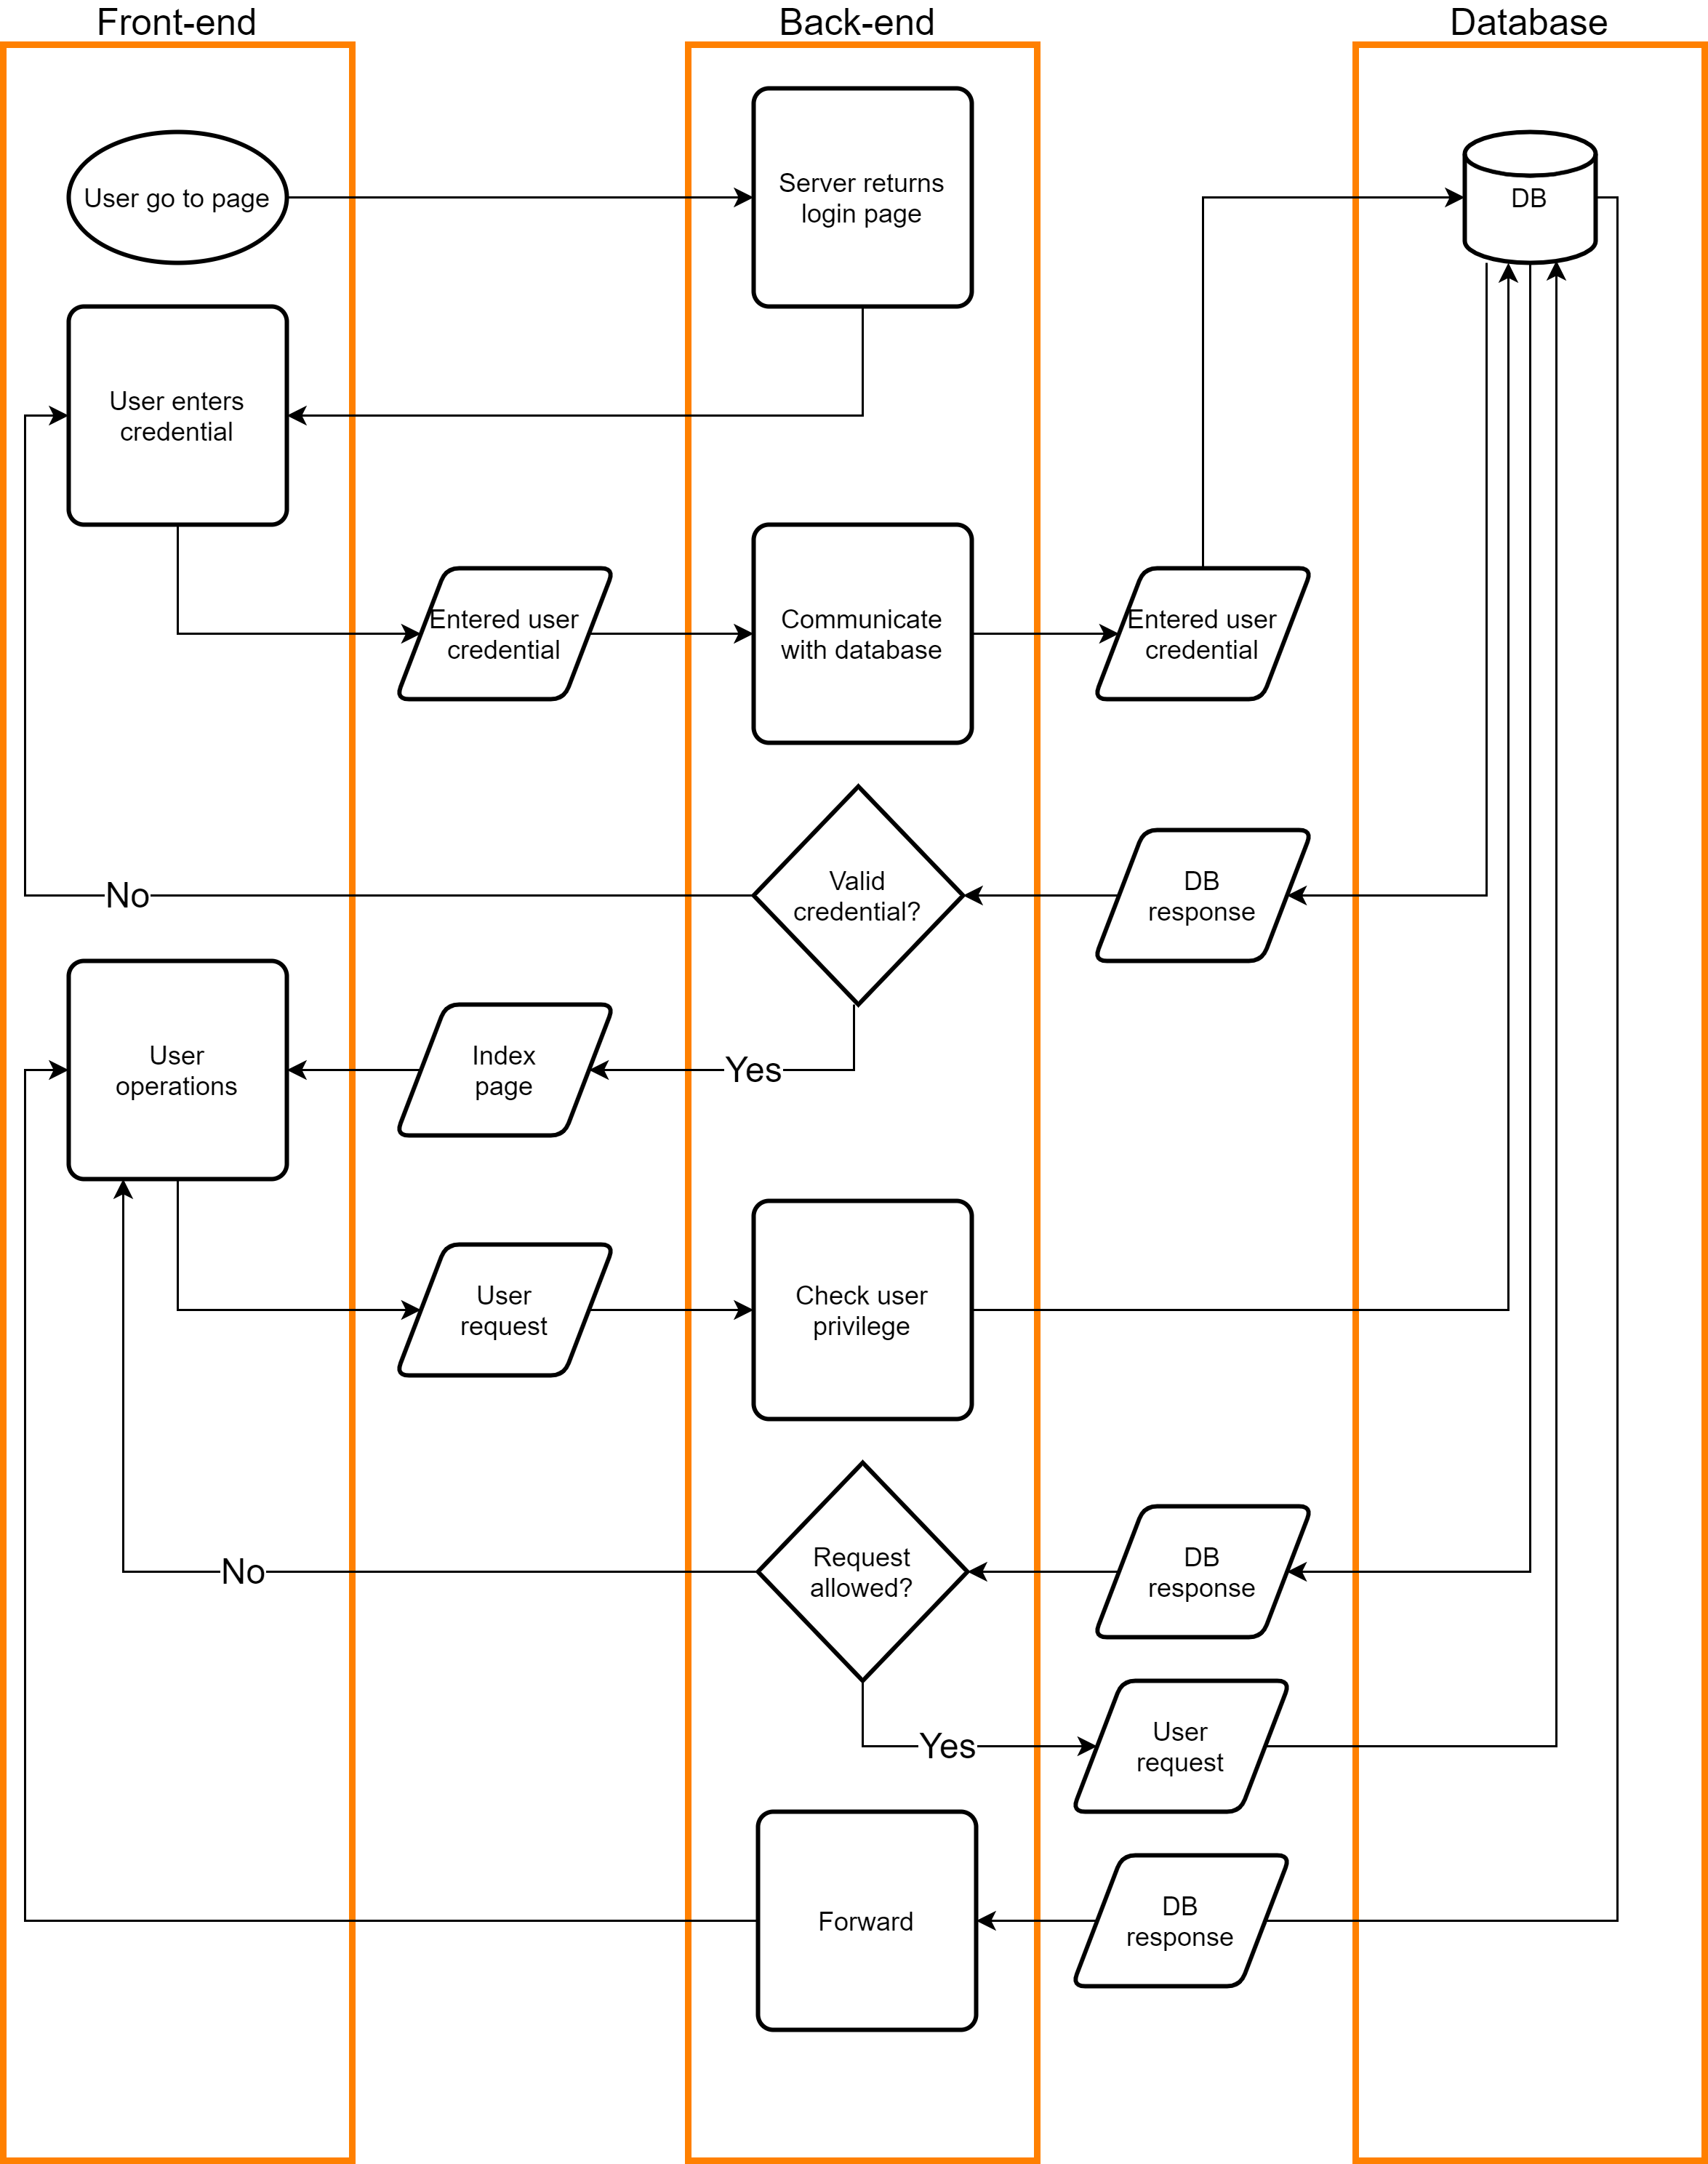 Front-end
Back-end
Database
User go to page
Server returns
login page
DB
User enters
credential
Entered user
credential
Communicate
with database
Entered user
credential
No
Valid
credential?
DB
response
User
operations
Index
page
Yes
User
request
Check user
privilege
No
Request
allowed?
DB
response
Yes
User
request
Forward
DB
response